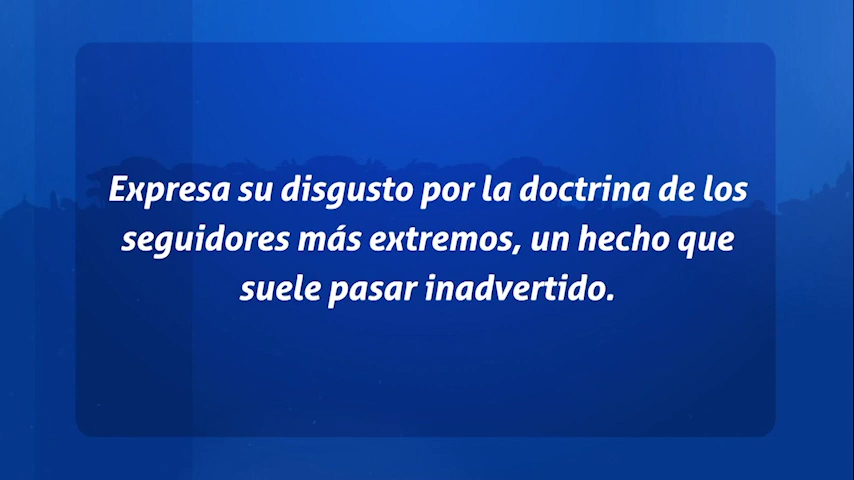 Expresa su disgusto por la doctrina de los
seguidores más extremos, un hecho que
suele pasar inadvertido.